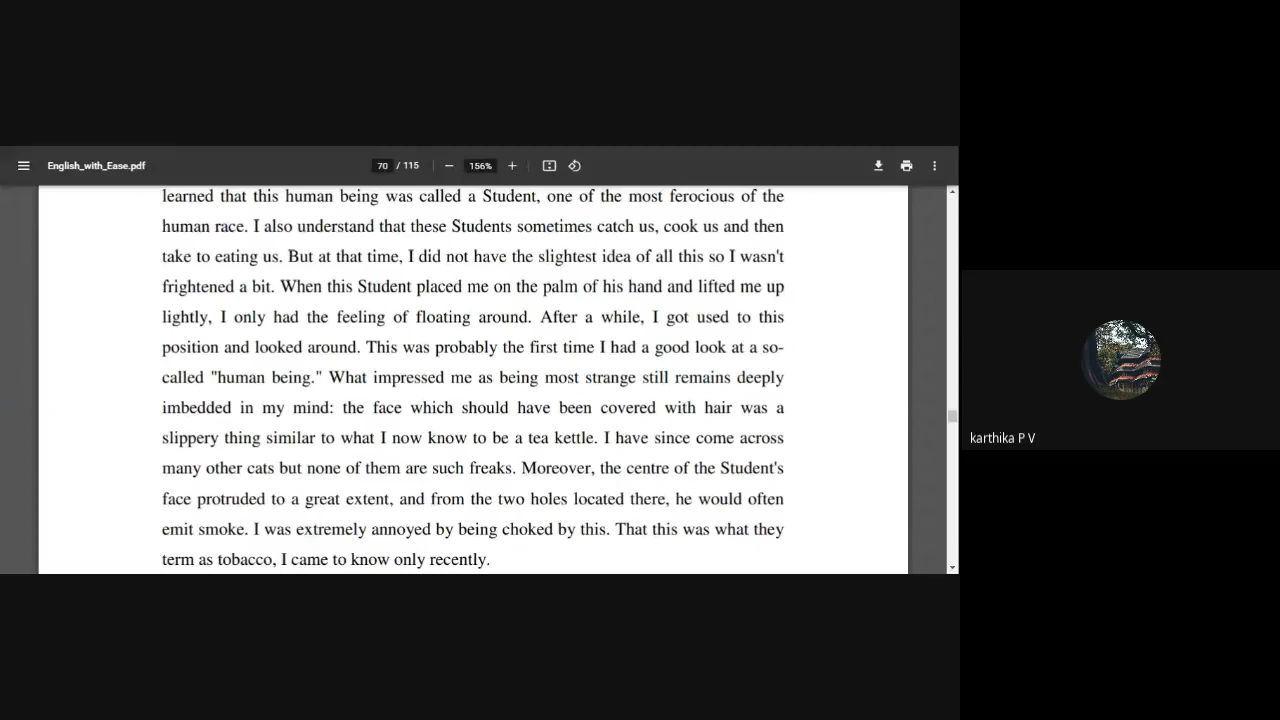 English_with_Ease.pdf
70 / 115
156%
learned that this human being was called a Student, one of the most ferocious of the
human race. I also understand that these Students sometimes catch us, cook us and then
take to eating us. But at that time, I did not have the slightest idea of all this so I wasn't
frightened a bit. When this Student placed me on the palm of his hand and lifted me up
lightly, I only had the feeling of floating around. After a while, I got used to this
position and looked around. This was probably the first time I had a good look at a so-
called "human being." What impressed me as being most strange still remains deeply
imbedded in my mind: the face which should have been covered with hair was a
slippery thing similar to what I now know to be a tea kettle. I have since come across
many other cats but none of them are such freaks. Moreover, the centre of the Student's
face protruded to a great extent, and from the two holes located there, he would often
emit smoke. I was extremely annoyed by being choked by this. That this was what they
term as tobacco, I came to know only recently.
karthika P V